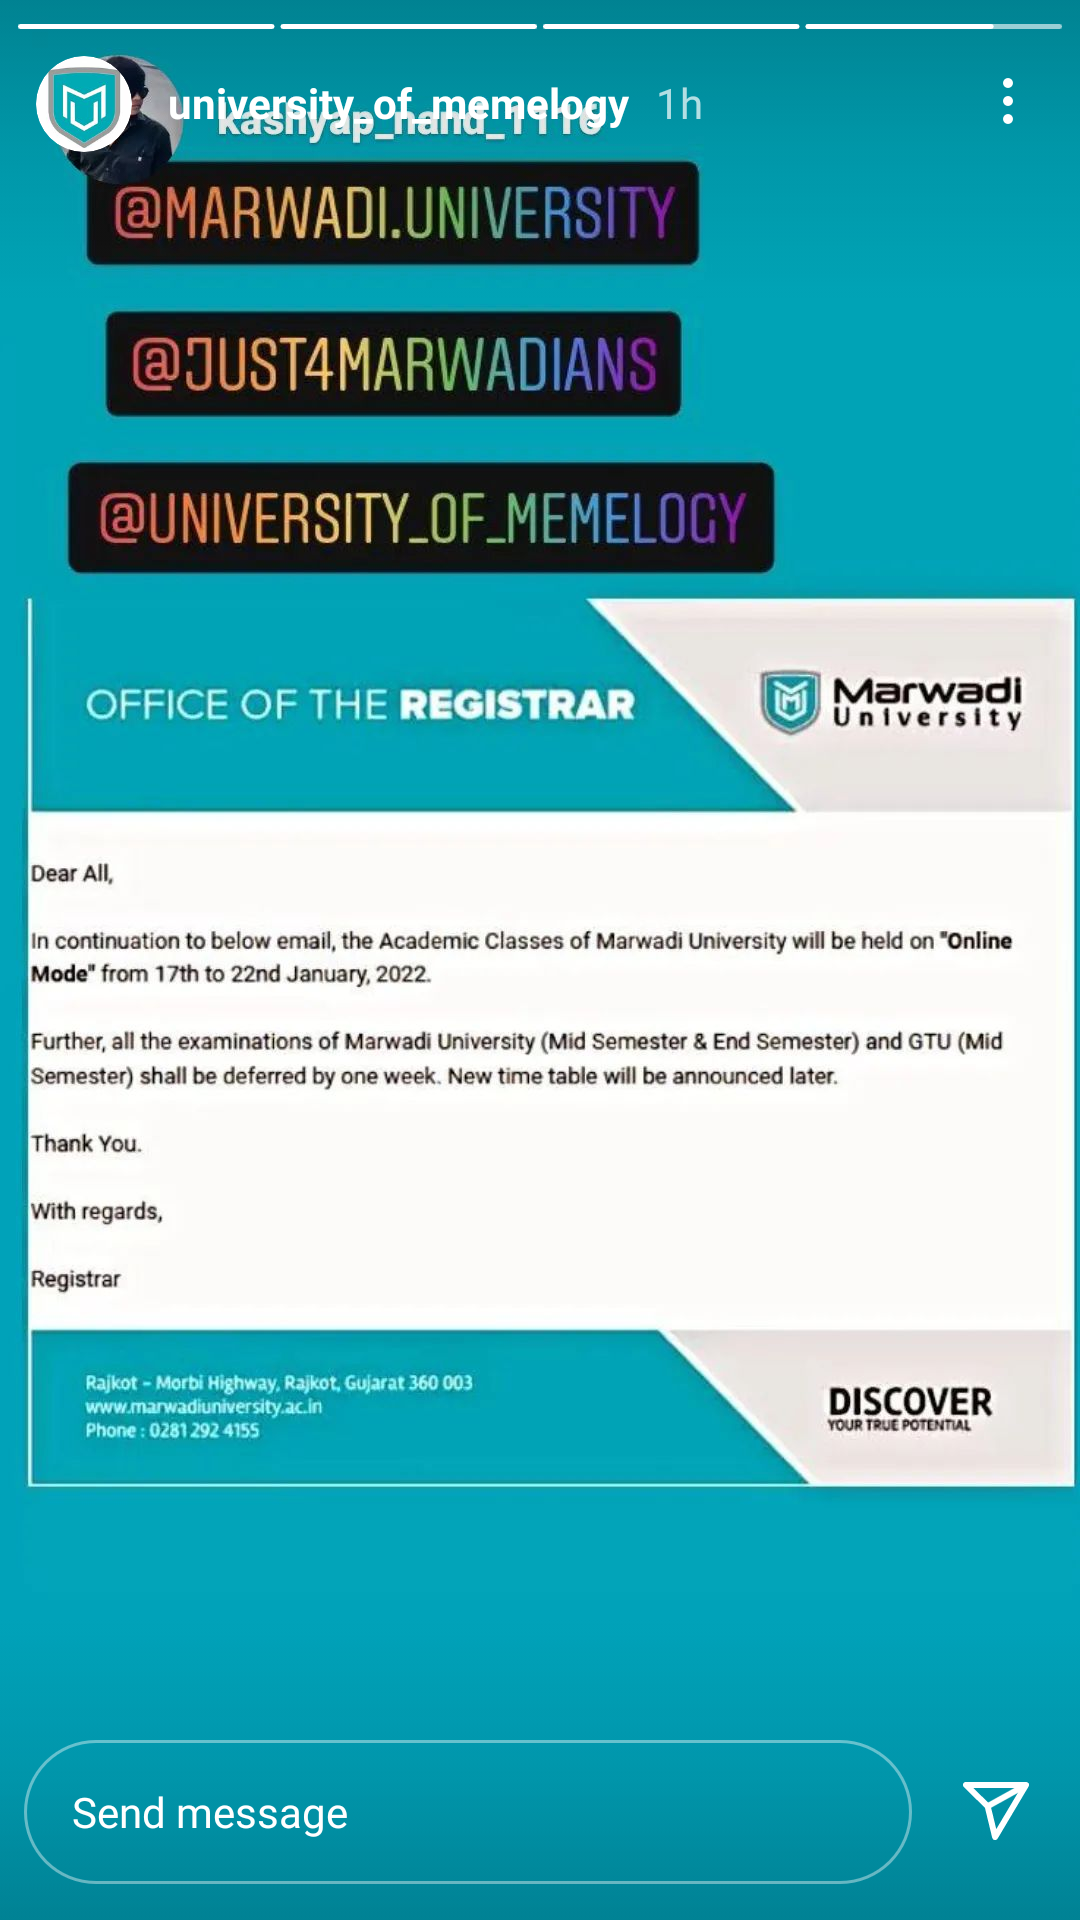 university_of_memelogy 1h
@MARWADI.UNIVERSITY
@JUST4MARWADIANS
@UNIVERSITY_OF_MEMELOGY
OFFICE OF THE REGISTRAR
Marwadi
University
Dear All,
In continuation to below email, the Academic Classes of Marwadi University will be held on "Online
Mode" from 17th to 22nd January, 2022.
Further, all the examinations of Marwadi University (Mid Semester & End Semester) and GTU (Mid
Semester) shall be deferred by one week. New time table will be announced later.
Thank You.
With regards,
Registrar
Rajkot - Morbi Highway, Rajkot, Gujarat 360 003
www.marwadiuniversity.ac.in
Phone : 0281 292 4155
DISCOVER
YOUR TRUE POTENTIAL
Send message